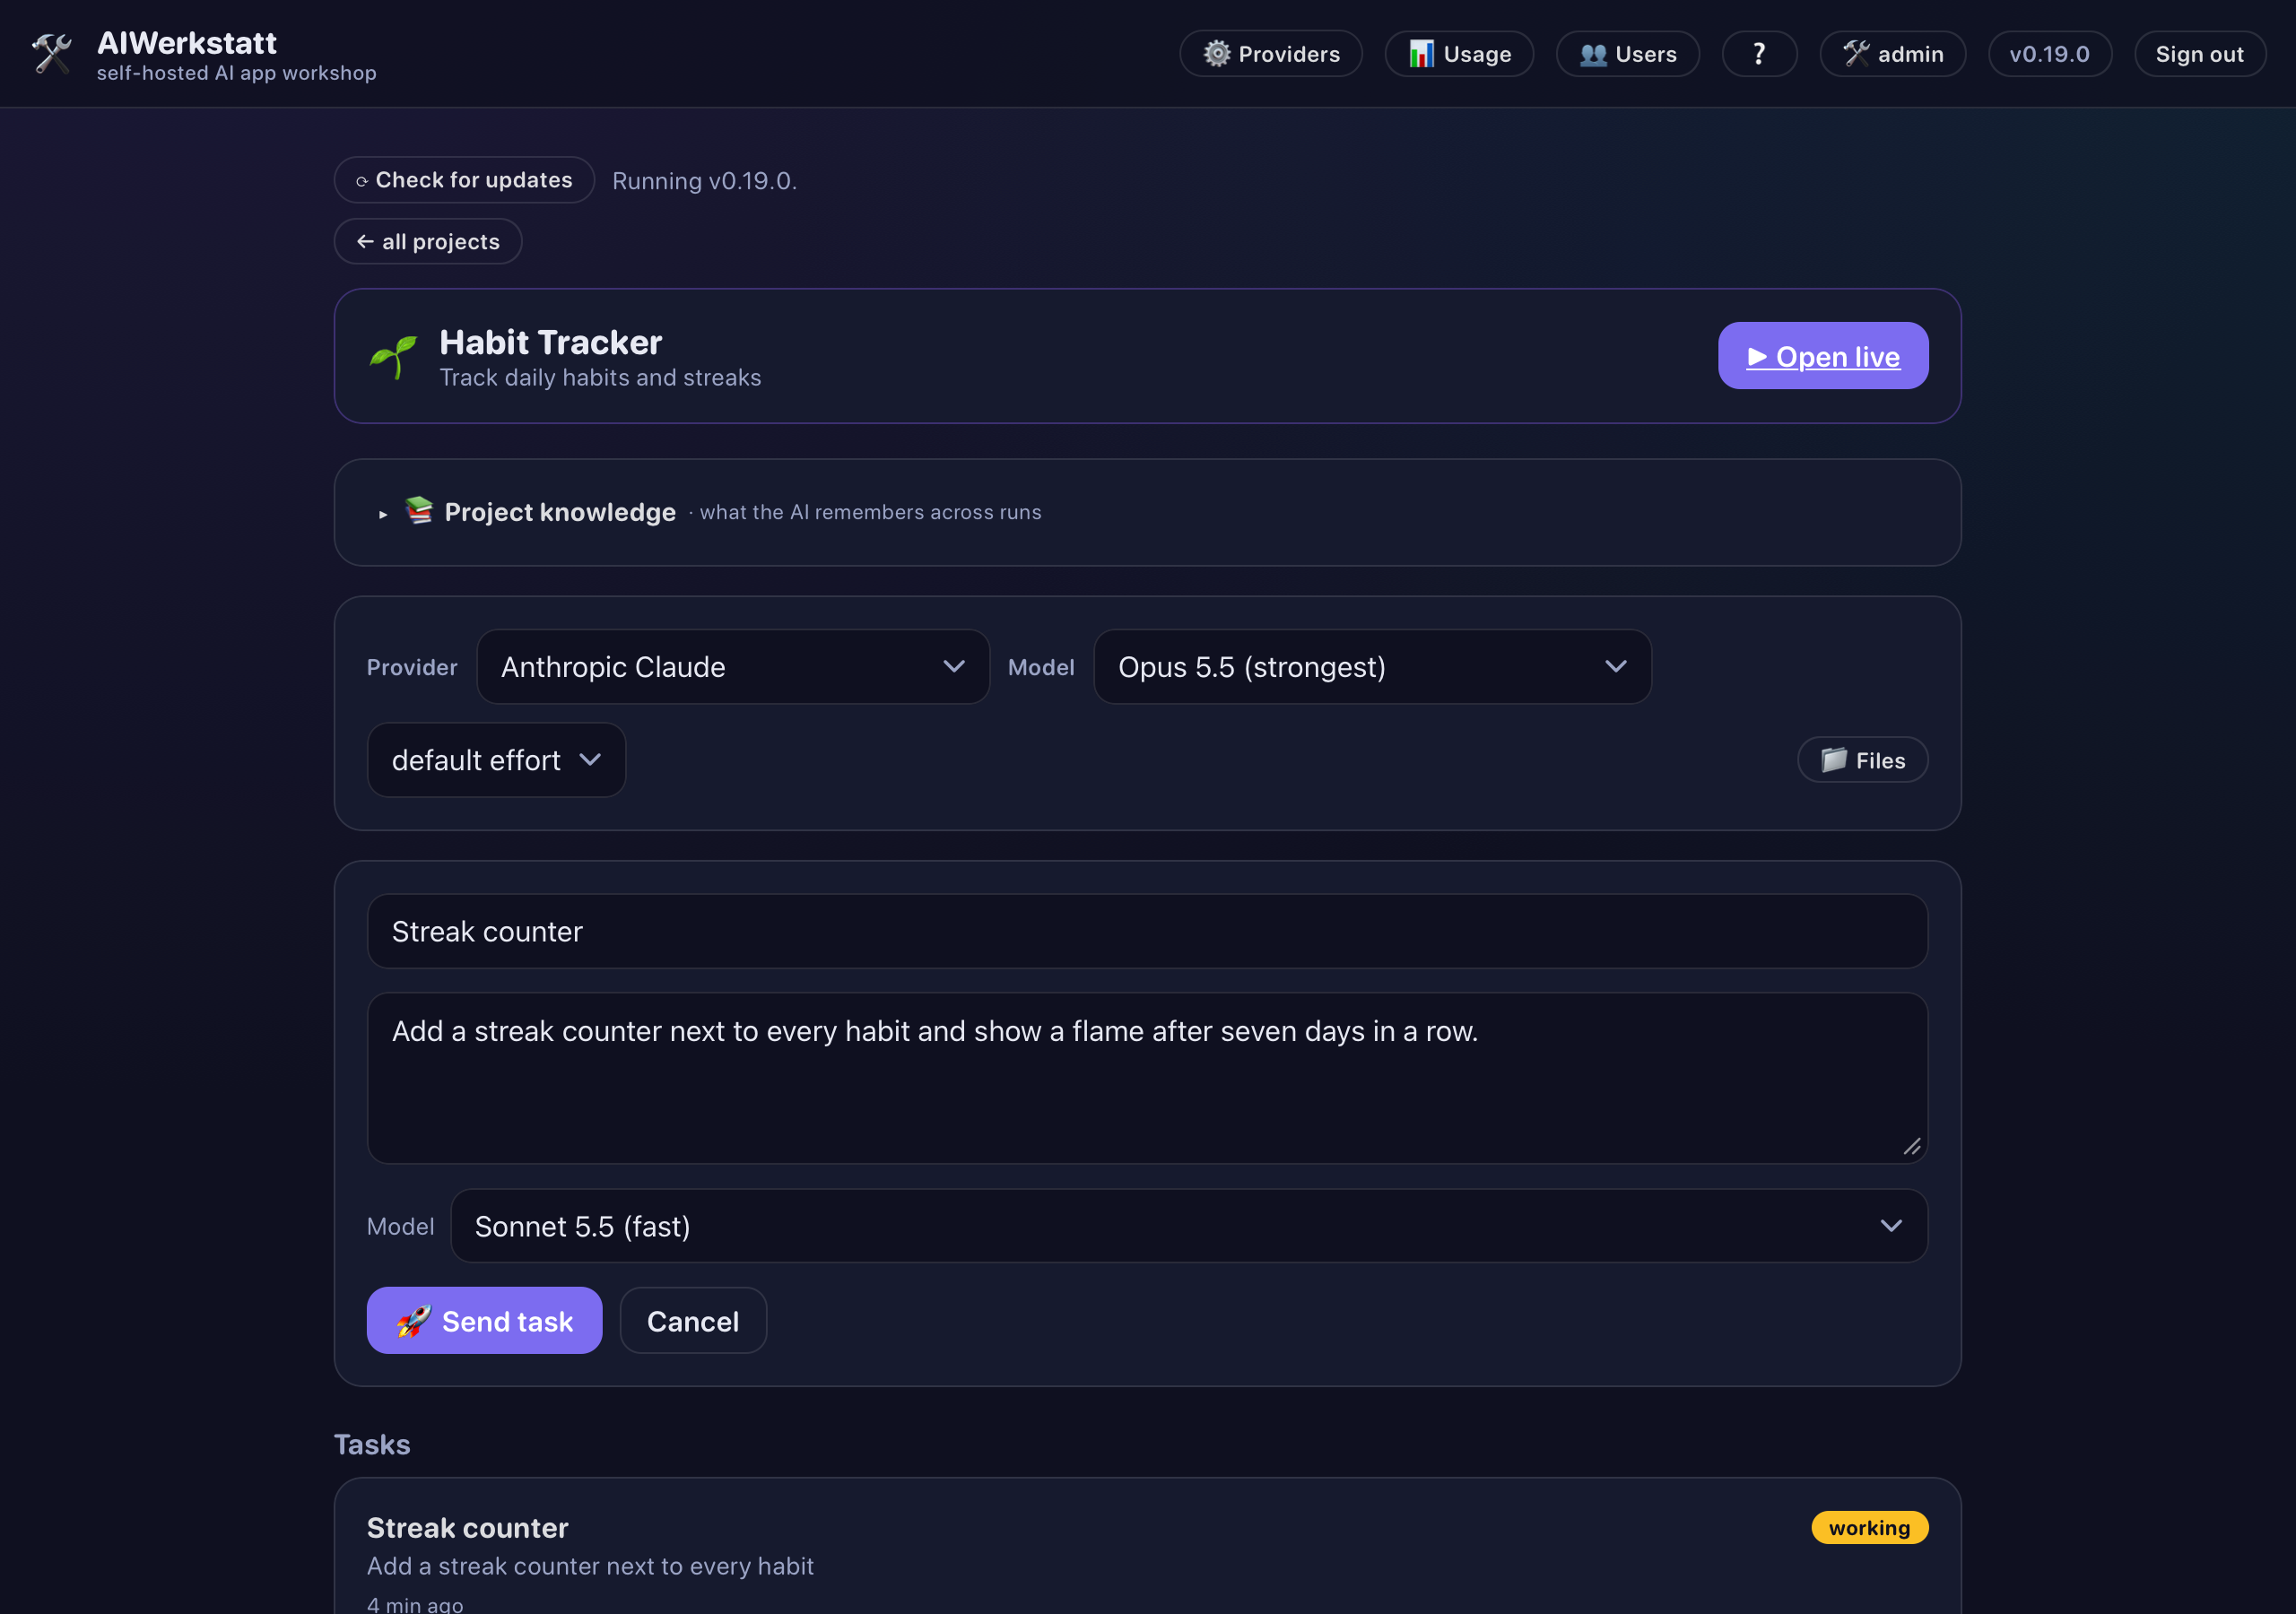 AIWerkstatt
self-hosted AI app workshop
Providers
Usage
Users
?
admin
v0.19.0
Sign out
Check for updates
Running v0.19.0.
← all projects
Habit Tracker
Track daily habits and streaks
▶ Open live
▸ Project knowledge · what the AI remembers across runs
Provider
Anthropic Claude
Model
Opus 5.5 (strongest)
default effort
Files
Streak counter
Add a streak counter next to every habit and show a flame after seven days in a row.
Model
Sonnet 5.5 (fast)
Send task
Cancel
Tasks
Streak counter
working
Add a streak counter next to every habit
4 min ago